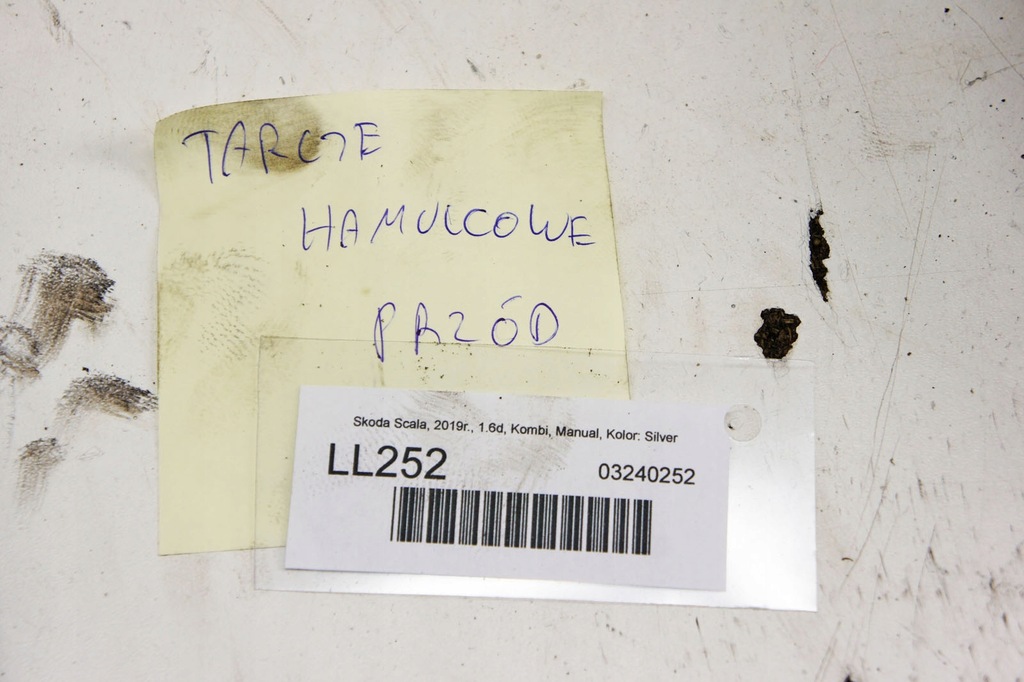 TARCZE
HAMULCOWE
PRZÓD
Skoda Scala, 2019r., 1.6d, Kombi, Manual, Kolor: Silver
LL252 03240252